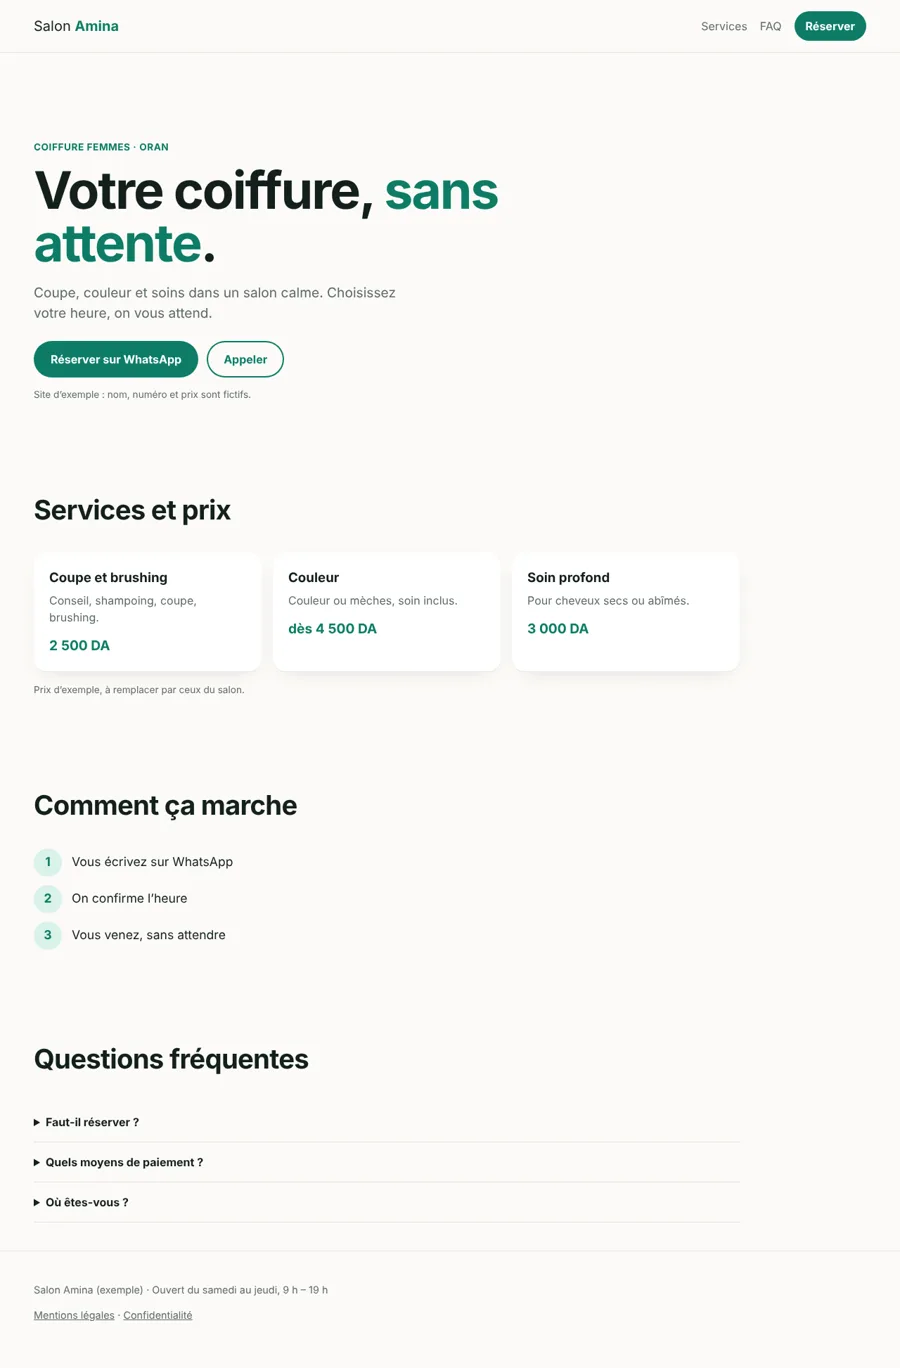 Salon Amina
Services
FAQ
Réserver
COIFFURE FEMMES · ORAN
Votre coiffure, sans
attente.
Coupe, couleur et soins dans un salon calme. Choisissez
votre heure, on vous attend.
Réserver sur WhatsApp
Appeler
Site d’exemple : nom, numéro et prix sont fictifs.
Services et prix
Coupe et brushing
Conseil, shampoing, coupe,
brushing.
2 500 DA
Couleur
Couleur ou mèches, soin inclus.
dès 4 500 DA
Soin profond
Pour cheveux secs ou abîmés.
3 000 DA
Prix d’exemple, à remplacer par ceux du salon.
Comment ça marche
1 Vous écrivez sur WhatsApp
2 On confirme l’heure
3 Vous venez, sans attendre
Questions fréquentes
Faut-il réserver ?
Quels moyens de paiement ?
Où êtes-vous ?
Salon Amina (exemple) · Ouvert du samedi au jeudi, 9 h – 19 h
Mentions légales · Confidentialité